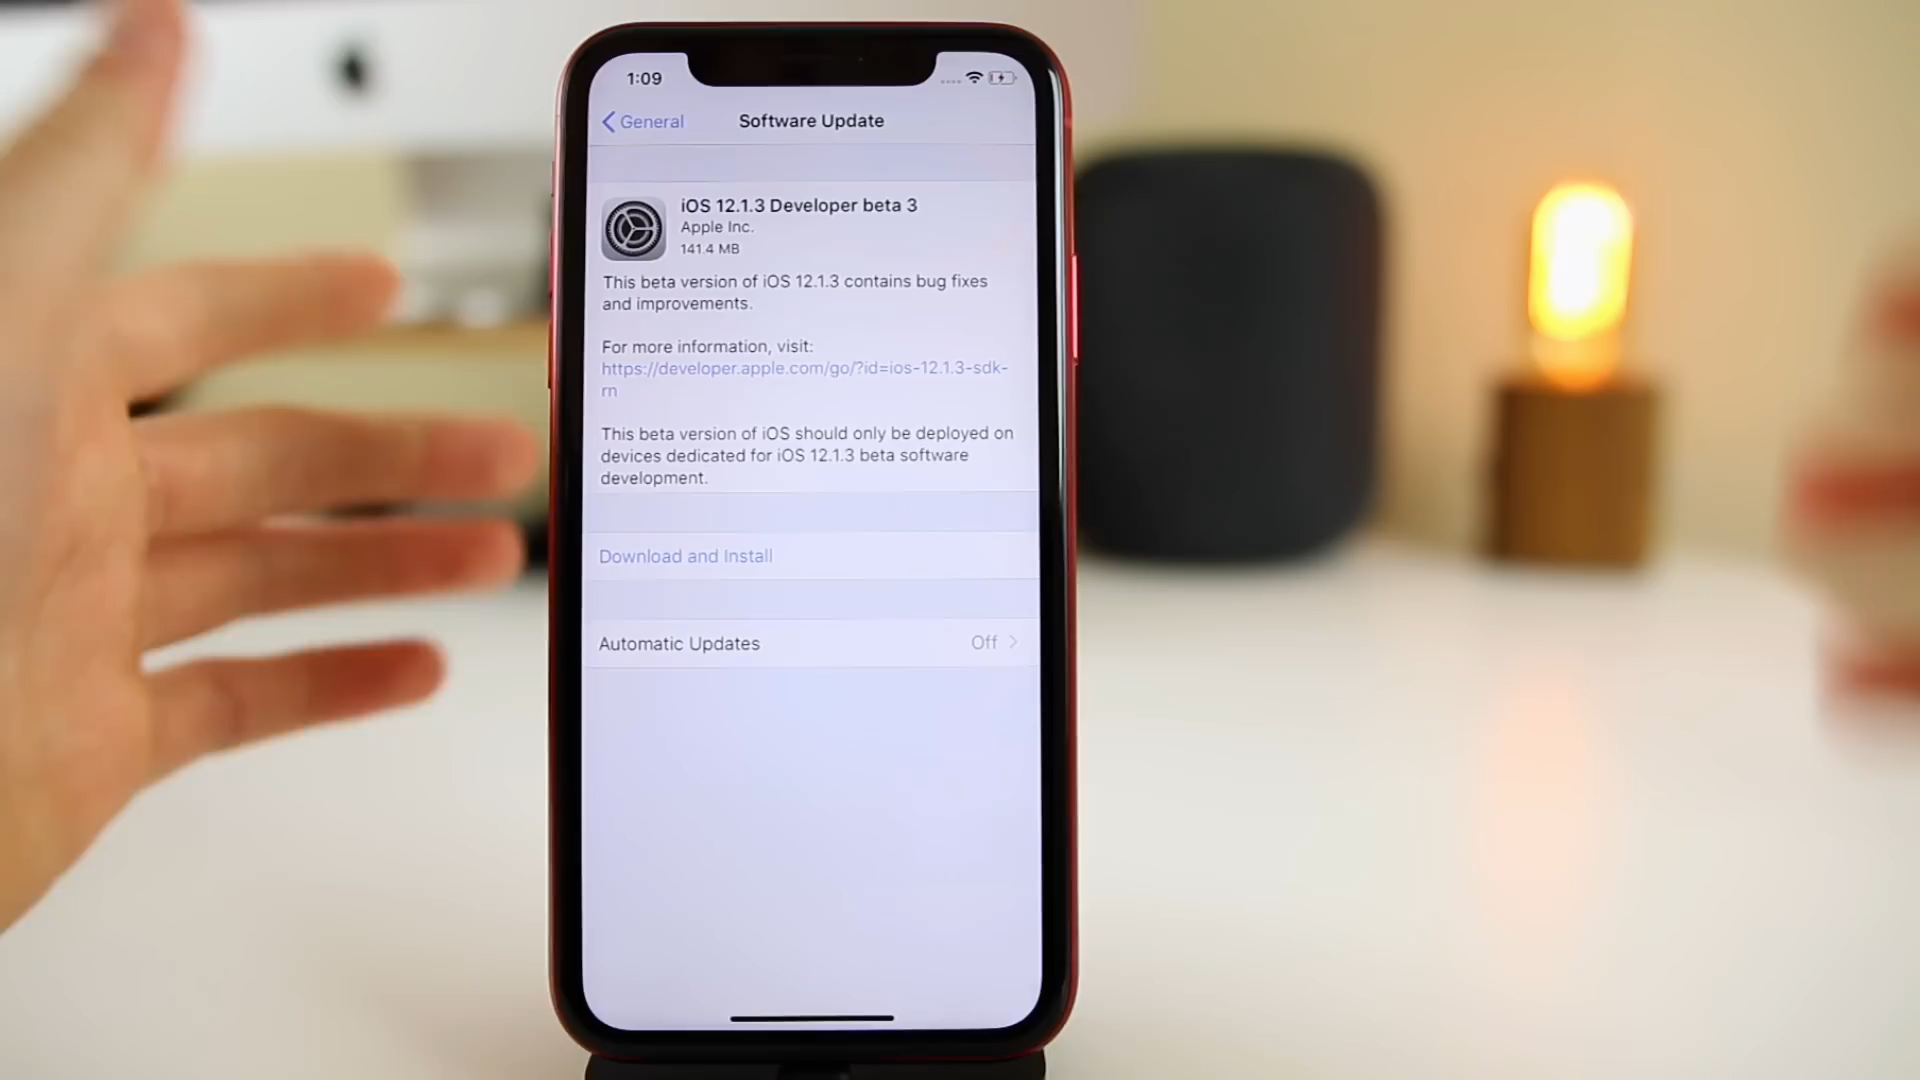 1:09
General
Software Update
iOS 12.1.3 Developer beta 3
Apple Inc.
141.4 MB
This beta version of iOS 12.1.3 contains bug fixes
and improvements.
For more information, visit:
https://developer.apple.com/go/?id=ios-12.1.3-sdk-
rn
This beta version of iOS should only be deployed on
devices dedicated for iOS 12.1.3 beta software
development.
Download and Install
Automatic Updates Off